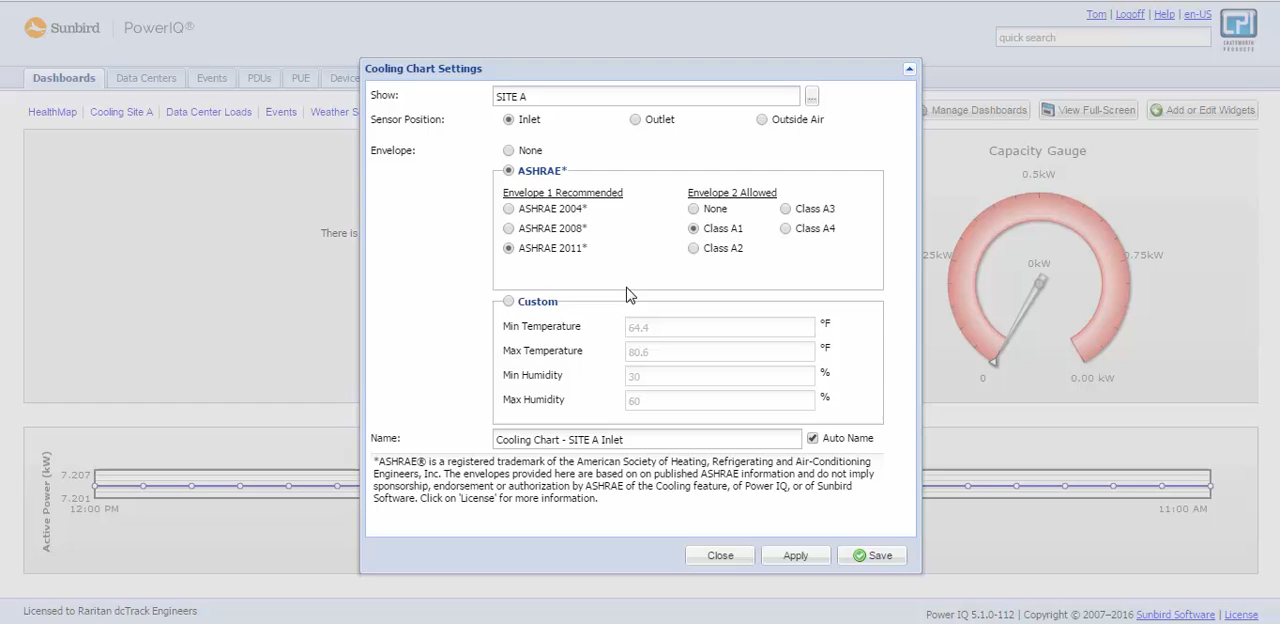 Sunbird PowerIQ®
Tom | Logoff | Help | en-US
quick search
CPI
CHATSWORTH
PRODUCTS
Dashboards Data Centers Events PDUs PUE Device
HealthMap Cooling Site A Data Center Loads Events Weather S
Manage Dashboards View Full-Screen Add or Edit Widgets
There is
Capacity Gauge
0.5kW
25kW
0.75kW
0kW
0
0.00 kW
Cooling Chart Settings
Show: SITE A ...
Sensor Position: Inlet Outlet Outside Air
Envelope: None
ASHRAE*
Envelope 1 Recommended Envelope 2 Allowed
ASHRAE 2004* None Class A3
ASHRAE 2008* Class A1 Class A4
ASHRAE 2011* Class A2
Custom
Min Temperature 64.4 °F
Max Temperature 80.6 °F
Min Humidity 30 %
Max Humidity 60 %
Name: Cooling Chart - SITE A Inlet Auto Name
*ASHRAE® is a registered trademark of the American Society of Heating, Refrigerating and Air-Conditioning
Engineers, Inc. The envelopes provided here are based on published ASHRAE information and do not imply
sponsorship, endorsement or authorization by ASHRAE of the Cooling feature, of Power IQ, or of Sunbird
Software. Click on 'License' for more information.
Close Apply Save
Active Power (kW)
7.207
7.201
12:00 PM
11:00 AM
Licensed to Raritan dcTrack Engineers
Power IQ 5.1.0-112 | Copyright © 2007-2016 Sunbird Software | License